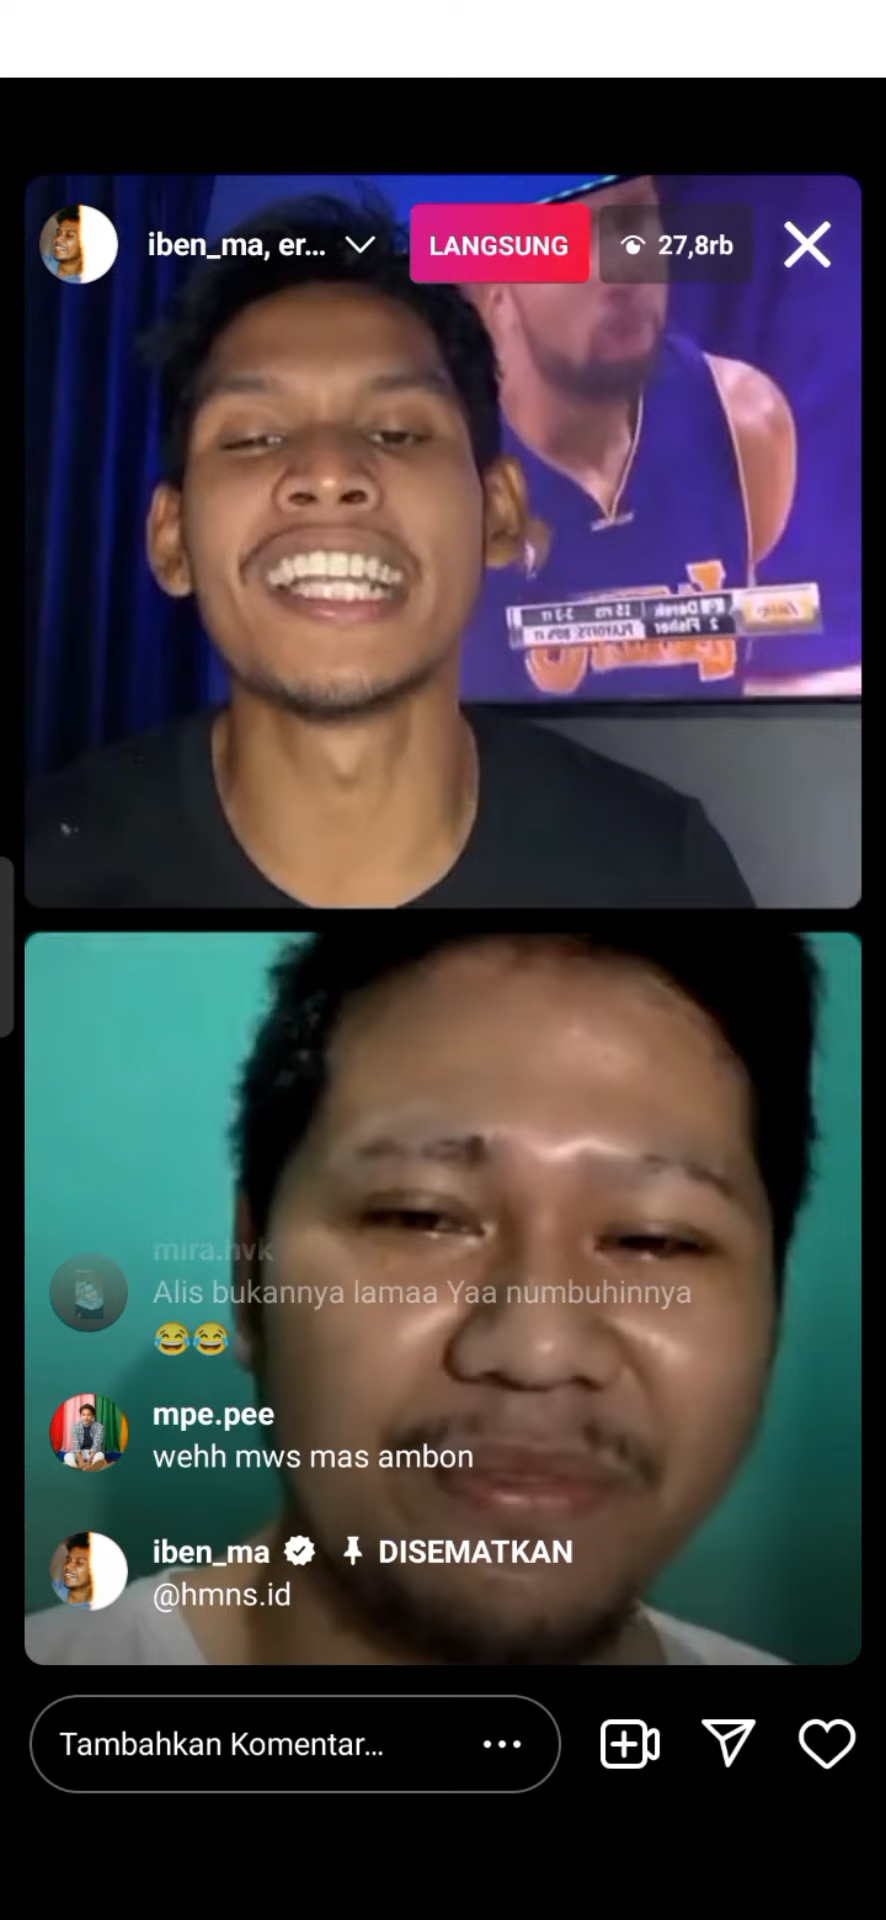 iben_ma, er...
LANGSUNG
27,8rb
mira.hvk
Alis bukannya lamaa Yaa numbuhinnya
😂😂
mpe.pee
wehh mws mas ambon
iben_ma DISEMATKAN
@hmns.id
Tambahkan Komentar...